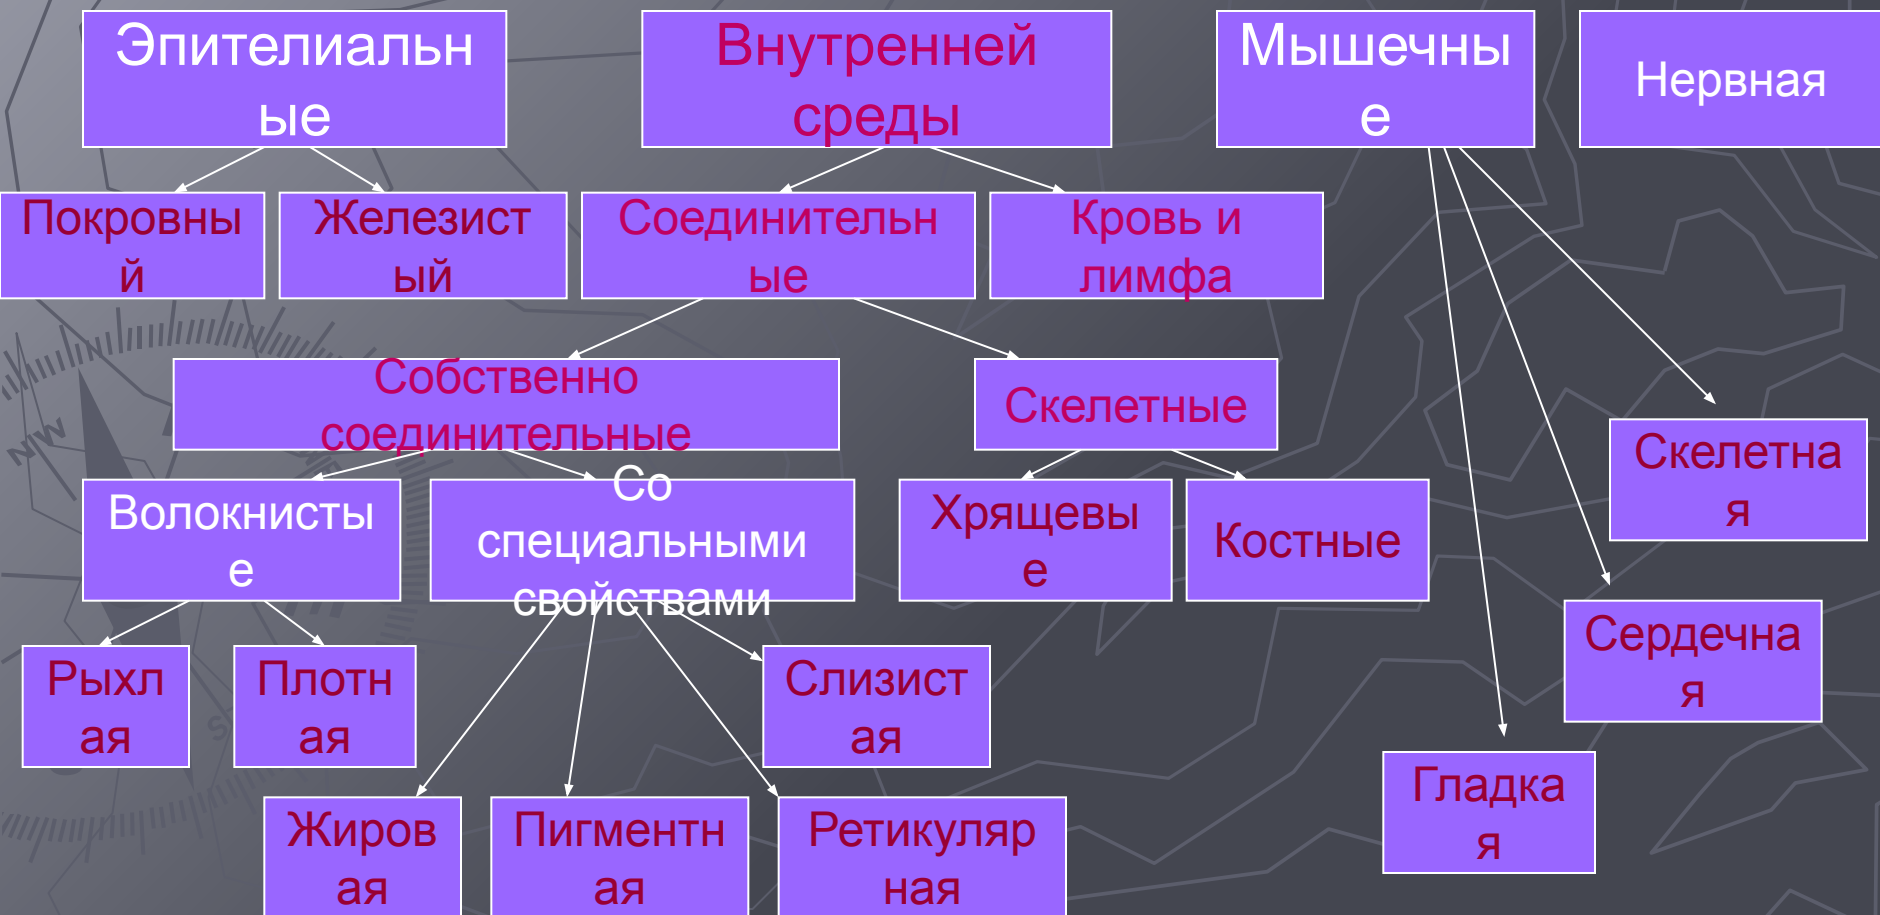 Эпителиальн
ые
Внутренней
среды
Мышечны
е
Нервная
Покровны
й
Железист
ый
Соединительн
ые
Кровь и
лимфа
Собственно
соединительные
Скелетные
Скелетна
я
Волокнисты
е
Со
специальными
свойствами
Хрящевы
е
Костные
Сердечна
я
Рыхл
ая
Плотн
ая
Слизист
ая
Гладка
я
Жиров
ая
Пигментн
ая
Ретикуляр
ная
NW
S